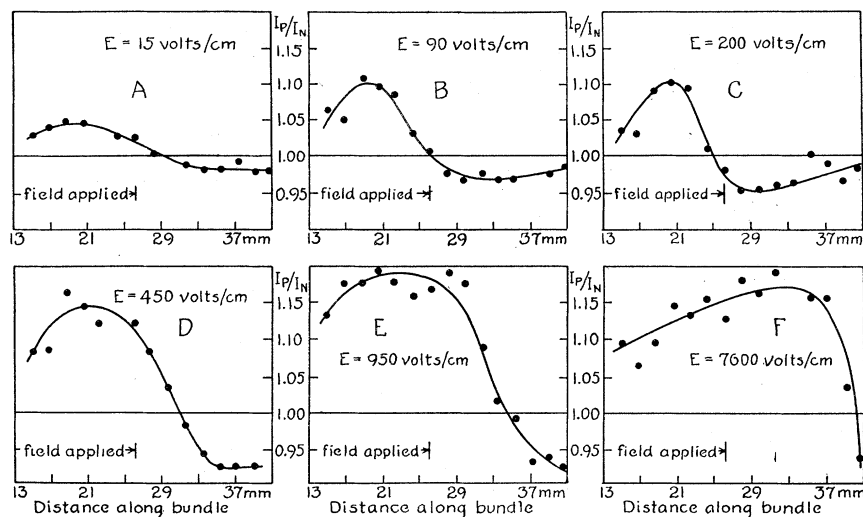 E = 15 volts/cm
A
field applied
13 21 29 37mm
I_P/I_N
1.15
1.10
1.05
1.00
0.95
E = 90 volts/cm
B
field applied
13 21 29 37mm
I_P/I_N
1.15
1.10
1.05
1.00
0.95
E = 200 volts/cm
C
field applied
13 21 29 37mm
E = 450 volts/cm
D
field applied
13 21 29 37mm
Distance along bundle
I_P/I_N
1.15
1.10
1.05
1.00
0.95
E
E = 950 volts/cm
field applied
13 21 29 37mm
Distance along bundle
I_P/I_N
1.15
1.10
1.05
1.00
0.95
F
E = 7600 volts/cm
field applied
13 21 29 37mm
Distance along bundle